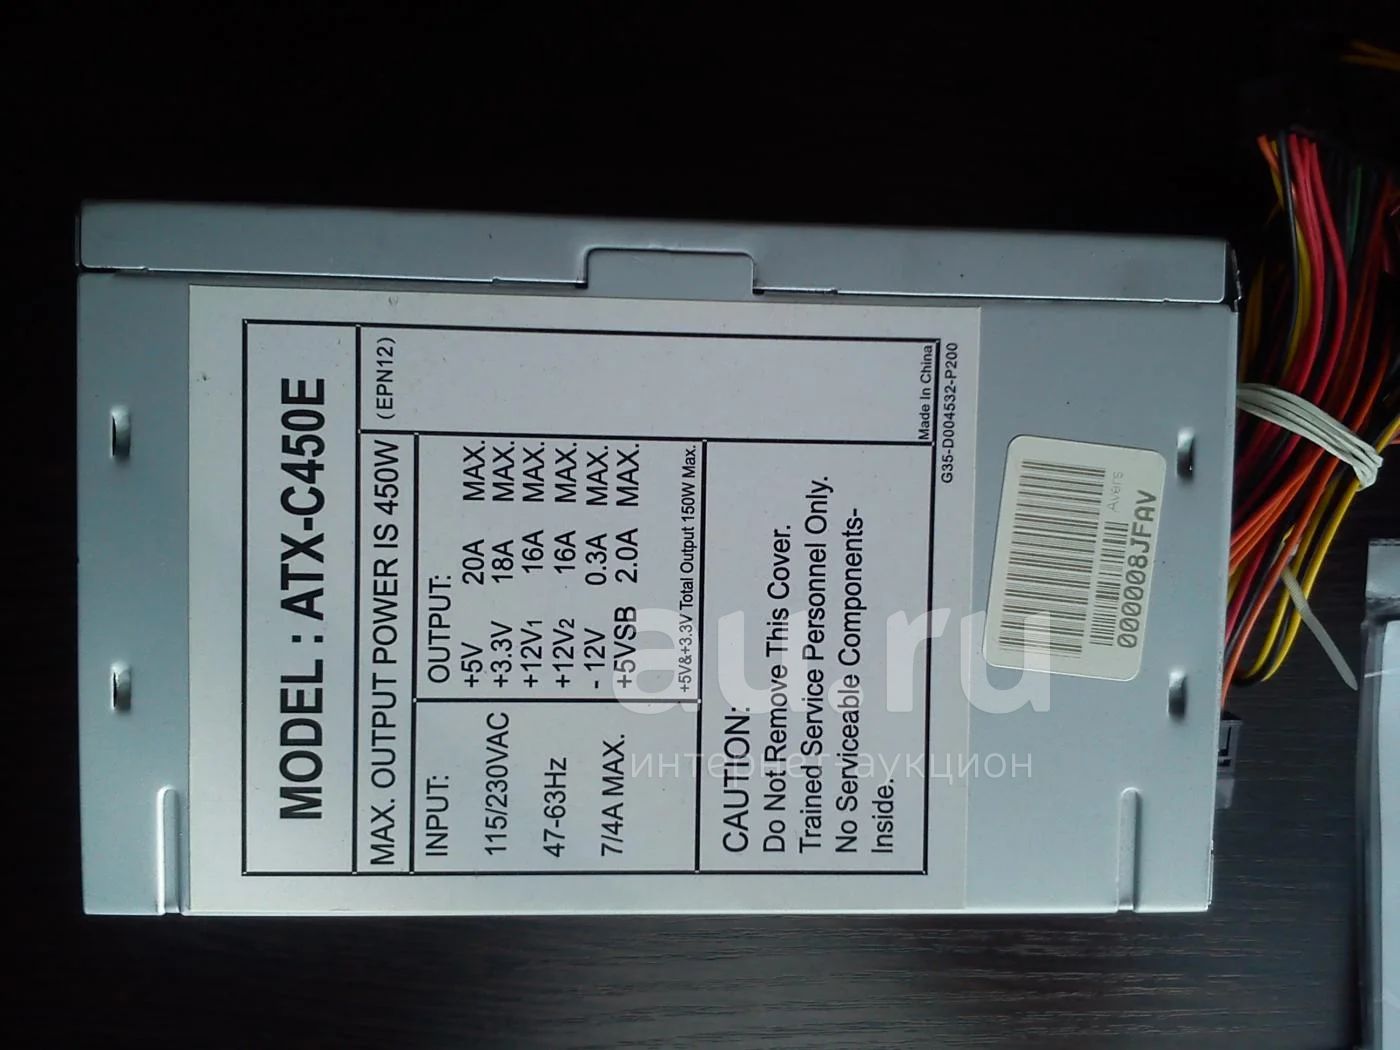 MODEL : ATX-C450E
MAX. OUTPUT POWER IS 450W
(EPN12)
INPUT:
115/230VAC
47-63Hz
7/4A MAX.
OUTPUT:
+5V 20A MAX.
+3.3V 18A MAX.
+12V1 16A MAX.
+12V2 16A MAX.
- 12V 0.3A MAX.
+5VSB 2.0A MAX.
+5V&+3.3V Total Output 150W Max.
CAUTION:
Do Not Remove This Cover.
Trained Service Personnel Only.
No Serviceable Components-
Inside.
Made In China
G35-D004532-P200
Avers
000008JFAV
au.ru
интернет-аукцион